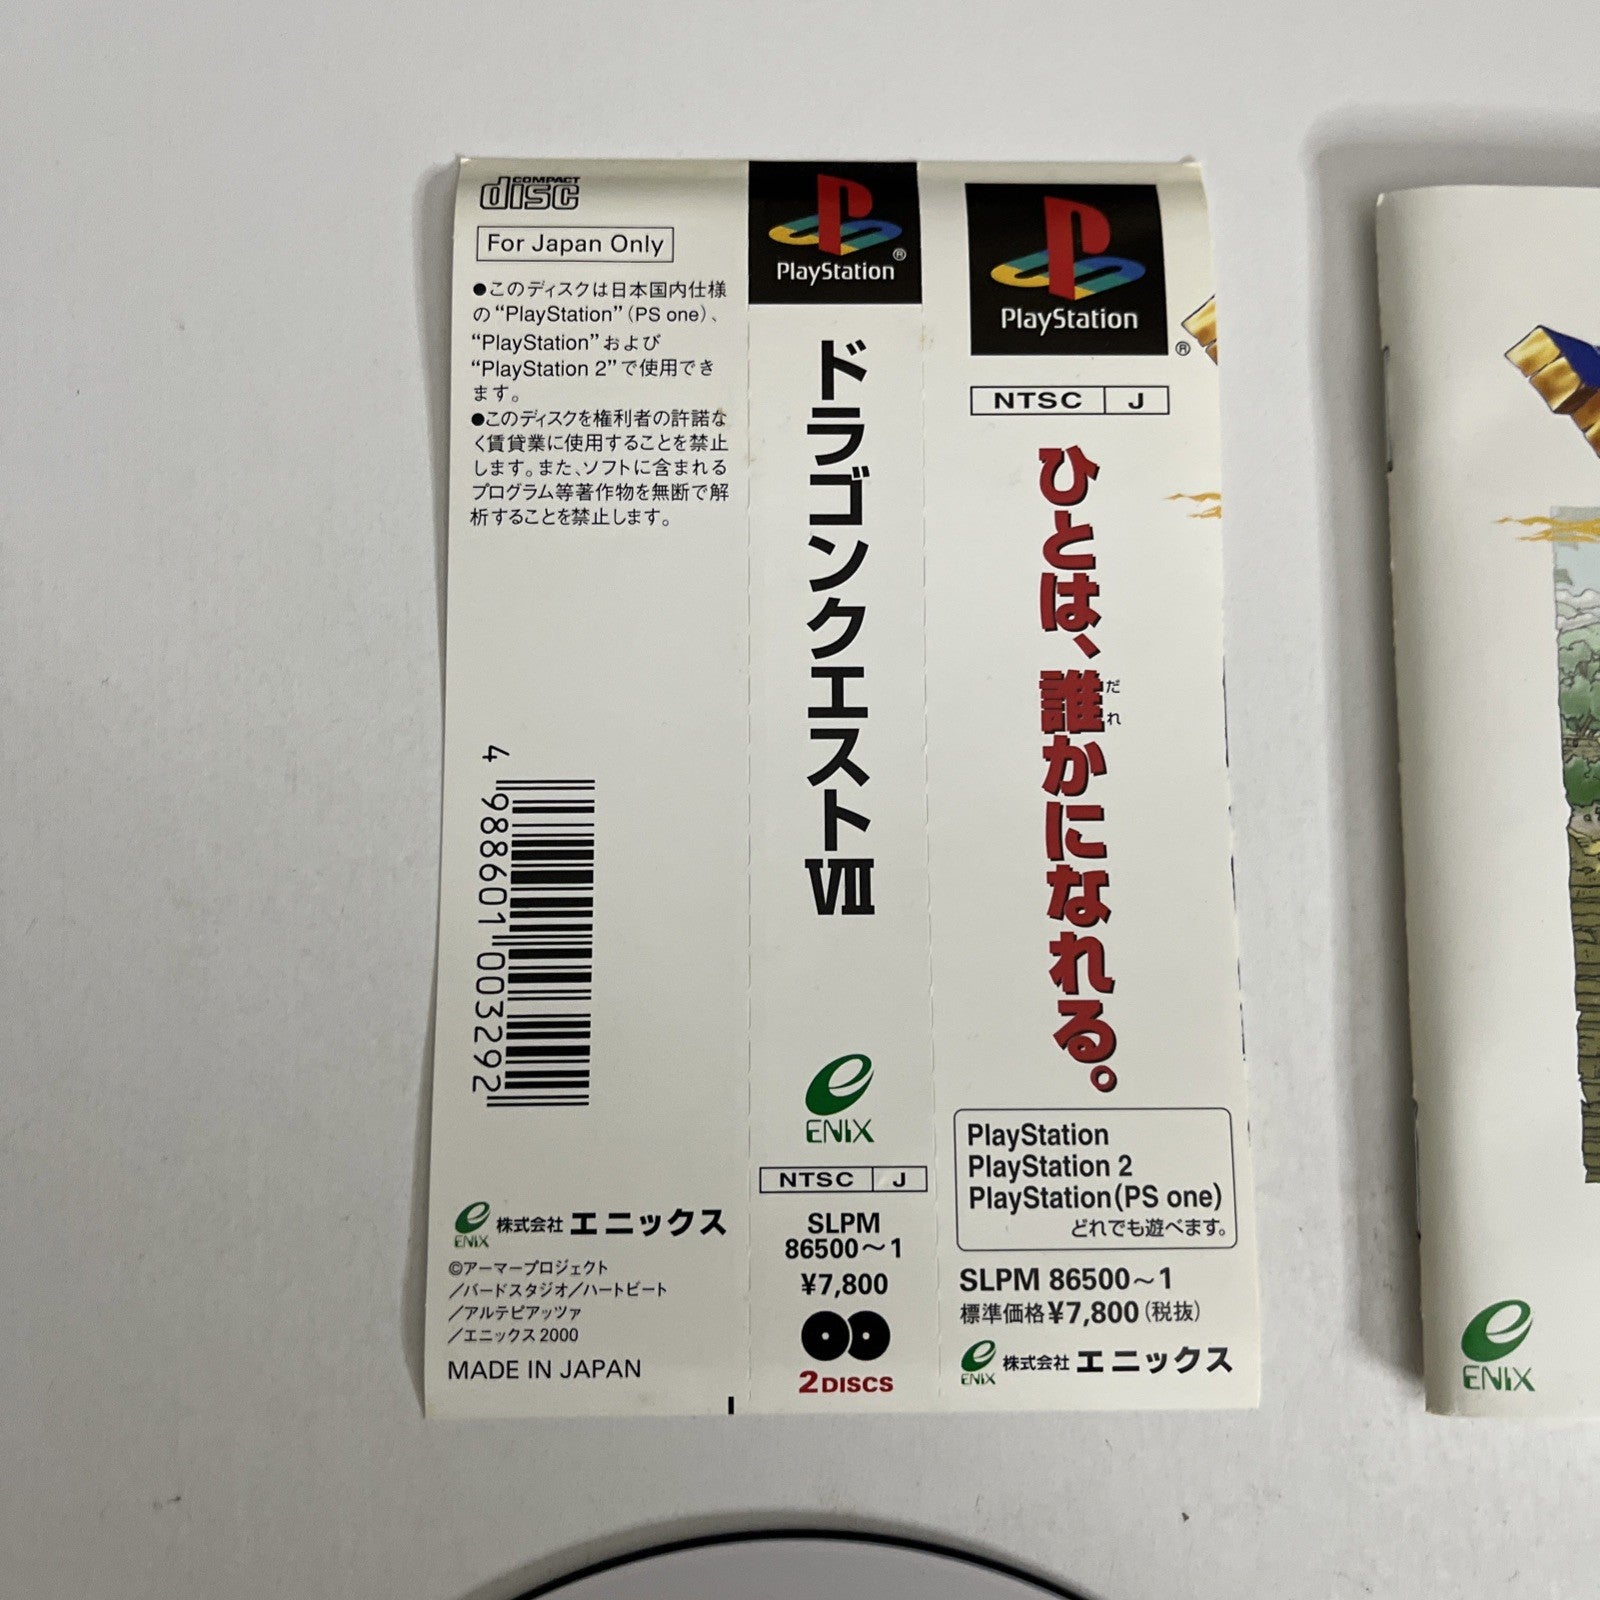 COMPACT
disc
For Japan Only
●このディスクは日本国内仕様
の“PlayStation”(PS one)、
“PlayStation”および
“PlayStation 2”で使用でき
ます。
●このディスクを権利者の許諾な
く賃貸業に使用することを禁止
します。また、ソフトに含まれる
プログラム等著作物を無断で解
析することを禁止します。
4 988601 003292
ENIX 株式会社 エニックス
©アーマープロジェクト
/バードスタジオ/ハートビート
/アルテピアッツァ
/エニックス 2000
MADE IN JAPAN
PlayStation®
ドラゴンクエストⅦ
ENIX
NTSC J
SLPM
86500~1
¥7,800
2 DISCS
PlayStation®
NTSC J
ひとは、誰かになれる。
だれ
PlayStation
PlayStation 2
PlayStation(PS one)
どれでも遊べます。
SLPM 86500~1
標準価格¥7,800(税抜)
ENIX 株式会社 エニックス
ENIX